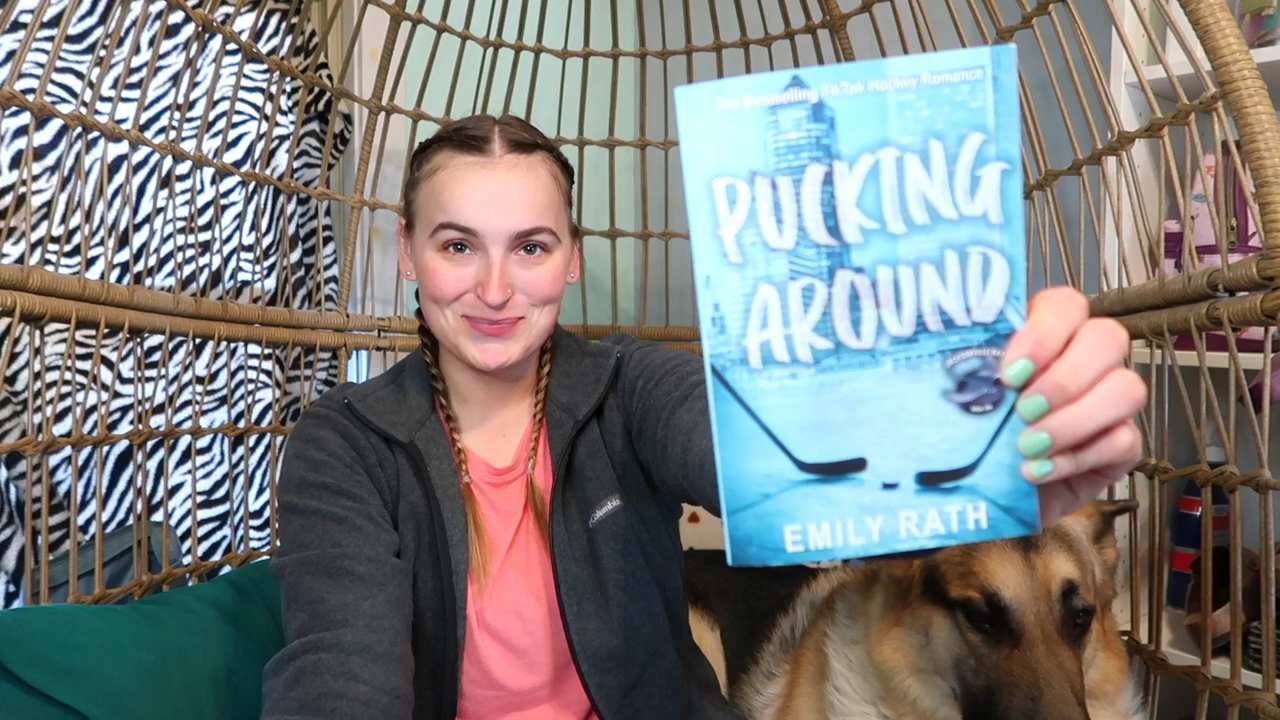 The Bestselling TikTok Hockey Romance
PUCKING
AROUND
EMILY RATH
Columbia